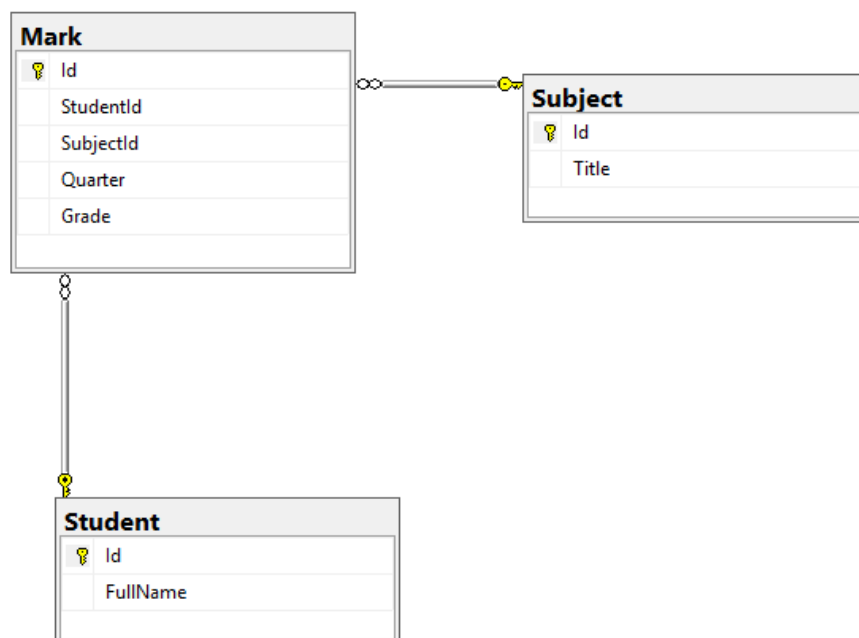 Mark
Id
StudentId
SubjectId
Quarter
Grade
Subject
Id
Title
Student
Id
FullName